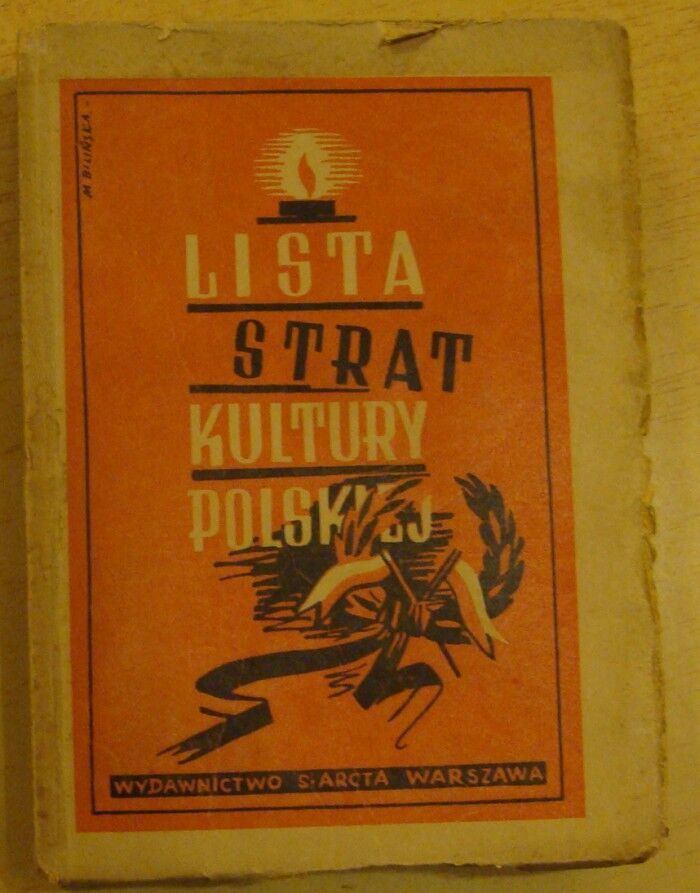 M. BILIŃSKA.-
LISTA
STRAT
KULTURY
POLSKIEJ
WYDAWNICTWO S. ARCTA WARSZAWA